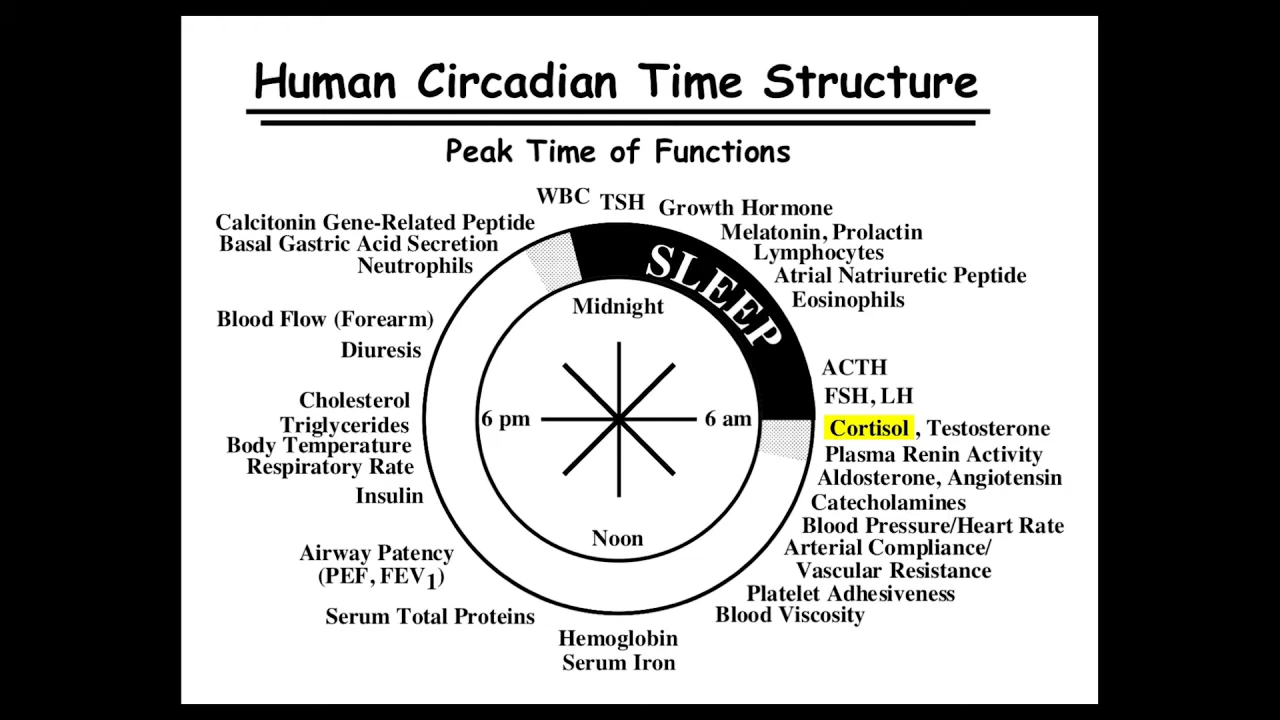 Human Circadian Time Structure
Peak Time of Functions
WBC
TSH
Growth Hormone
Melatonin, Prolactin
Lymphocytes
Atrial Natriuretic Peptide
Eosinophils
SLEEP
ACTH
FSH, LH
Cortisol , Testosterone
Plasma Renin Activity
Aldosterone, Angiotensin
Catecholamines
Blood Pressure/Heart Rate
Arterial Compliance/
Vascular Resistance
Platelet Adhesiveness
Blood Viscosity
Hemoglobin
Serum Iron
Serum Total Proteins
Airway Patency
(PEF, FEV1)
Insulin
Respiratory Rate
Body Temperature
Triglycerides
Cholesterol
Diuresis
Blood Flow (Forearm)
Neutrophils
Basal Gastric Acid Secretion
Calcitonin Gene-Related Peptide
Midnight
6 am
Noon
6 pm